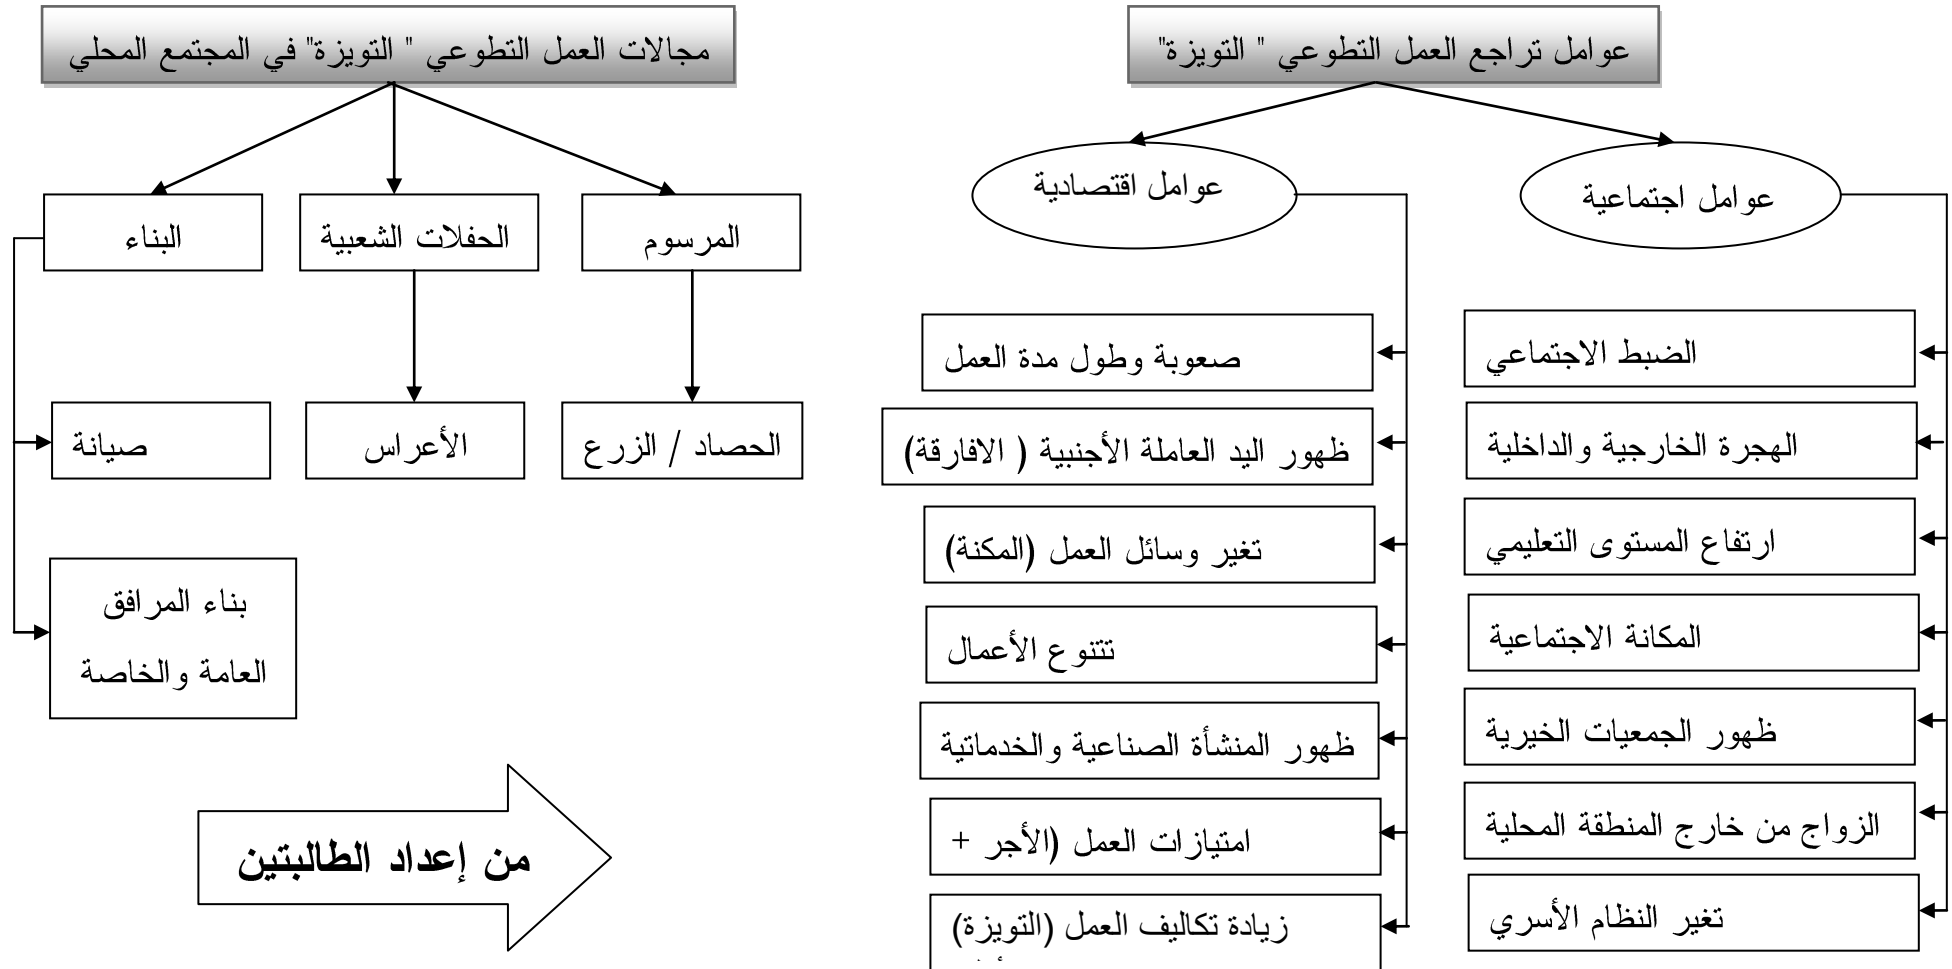 عوامل تراجع العمل التطوعي " التويزة"
عوامل اجتماعية
الضبط الاجتماعي
الهجرة الخارجية والداخلية
ارتفاع المستوى التعليمي
المكانة الاجتماعية
ظهور الجمعيات الخيرية
الزواج من خارج المنطقة المحلية
تغير النظام الأسري
عوامل اقتصادية
صعوبة وطول مدة العمل
ظهور اليد العاملة الأجنبية ( الافارقة)
تغير وسائل العمل (المكنة)
تتنوع الأعمال
ظهور المنشأة الصناعية والخدماتية
امتيازات العمل (الأجر +
زيادة تكاليف العمل (التويزة)
مجالات العمل التطوعي " التويزة" في المجتمع المحلي
المرسوم
الحفلات الشعبية
البناء
الحصاد / الزرع
الأعراس
صيانة
بناء المرافق
العامة والخاصة
من إعداد الطالبتين